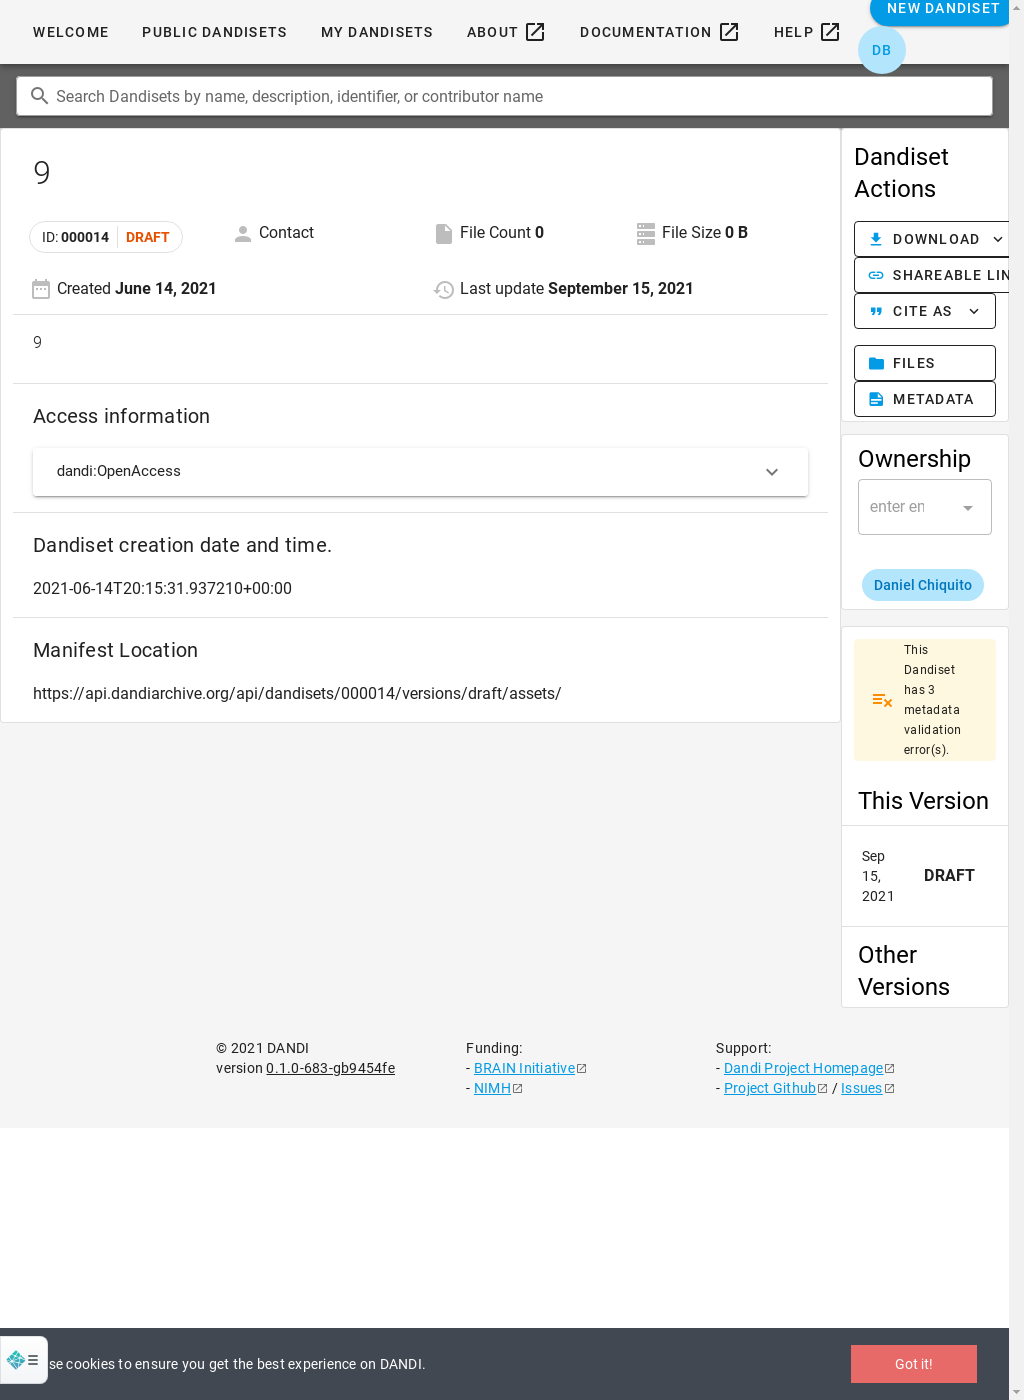 WELCOME PUBLIC DANDISETS MY DANDISETS ABOUT DOCUMENTATION HELP NEW DANDISET
DB
Search Dandisets by name, description, identifier, or contributor name
9
ID: 000014 DRAFT
Contact
File Count 0
File Size 0 B
Created June 14, 2021
Last update September 15, 2021
9
Access information
dandi:OpenAccess
Dandiset creation date and time.
2021-06-14T20:15:31.937210+00:00
Manifest Location
https://api.dandiarchive.org/api/dandisets/000014/versions/draft/assets/
Dandiset
Actions
DOWNLOAD
SHAREABLE LIN
CITE AS
FILES
METADATA
Ownership
enter en
Daniel Chiquito
This
Dandiset
has 3
metadata
validation
error(s).
This Version
Sep
15,
2021
DRAFT
Other
Versions
© 2021 DANDI
version 0.1.0-683-gb9454fe
Funding:
- BRAIN Initiative
- NIMH
Support:
- Dandi Project Homepage
- Project Github / Issues
se cookies to ensure you get the best experience on DANDI.
Got it!